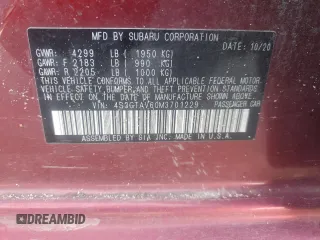 MFD. BY SUBARU CORPORATION DATE: 10/20
GVWR: 4299 LB ( 1950 KG)
GAWR: F 2183 LB ( 990 KG)
GAWR: R 2205 LB ( 1000 KG)
THIS VEHICLE CONFORMS TO ALL APPLICABLE FEDERAL MOTOR
VEHICLE SAFETY, BUMPER, AND THEFT PREVENTION STANDARDS
IN EFFECT ON THE DATE OF MANUFACTURE SHOWN ABOVE.
VIN: 4S3GTAV60M3701229 PASSENGER CAR
ASSEMBLED BY SIA, INC. IN U.S.A.